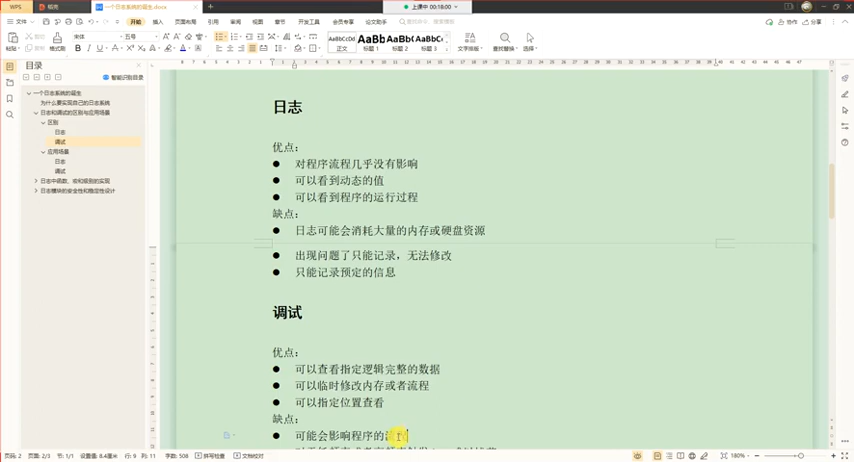 WPS 稻壳 一个日志系统的诞生.docx 上课中 00:18:00
文件 开始 插入 页面布局 引用 审阅 视图 章节 开发工具 会员专享 论文助手 协作 分享
粘贴 格式刷 宋体 五号 正文 标题 1 标题 2 标题 3 文字排版 查找替换 选择
目录
智能识别目录
一个日志系统的诞生
为什么要实现自己的日志系统
日志和调试的区别与应用场景
区别
日志
调试
应用场景
日志
调试
日志中函数、宏和级别的实现
日志模块的安全性和稳定性设计
日志
优点：
● 对程序流程几乎没有影响
● 可以看到动态的值
● 可以看到程序的运行过程
缺点：
● 日志可能会消耗大量的内存或硬盘资源
● 出现问题了只能记录，无法修改
● 只能记录预定的信息
调试
优点：
● 可以查看指定逻辑完整的数据
● 可以临时修改内存或者流程
● 可以指定位置查看
缺点：
● 可能会影响程序的流程
页码: 2 页面: 2/3 节: 1/1 设置值: 8.4厘米 行: 9 列: 11 字数: 508 拼写检查 文档校对 180%